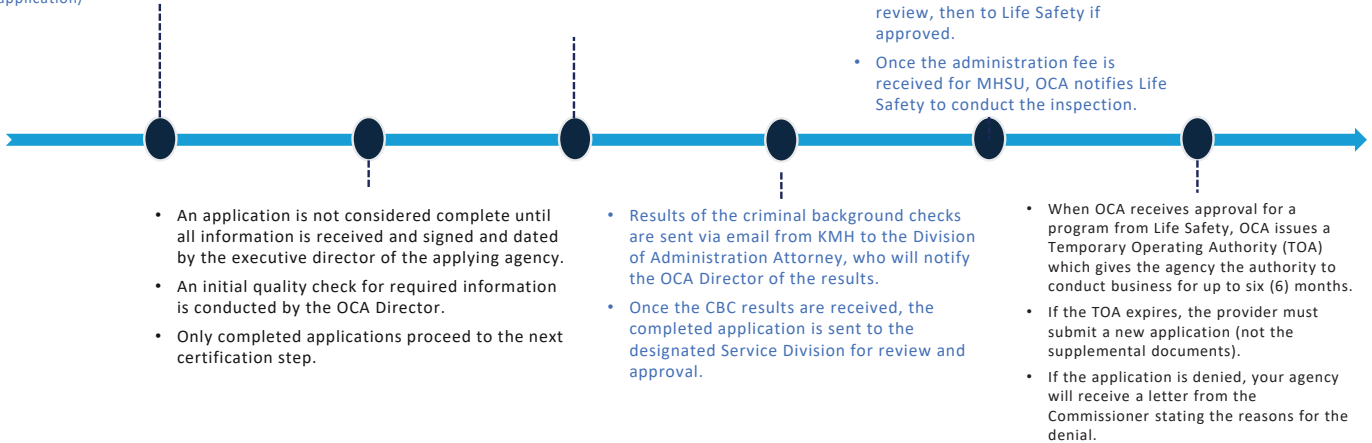 application)
review, then to Life Safety if
approved.
• Once the administration fee is
received for MHSU, OCA notifies Life
Safety to conduct the inspection.
• An application is not considered complete until
all information is received and signed and dated
by the executive director of the applying agency.
• An initial quality check for required information
is conducted by the OCA Director.
• Only completed applications proceed to the next
certification step.
• Results of the criminal background checks
are sent via email from KMH to the Division
of Administration Attorney, who will notify
the OCA Director of the results.
• Once the CBC results are received, the
completed application is sent to the
designated Service Division for review and
approval.
• When OCA receives approval for a
program from Life Safety, OCA issues a
Temporary Operating Authority (TOA)
which gives the agency the authority to
conduct business for up to six (6) months.
• If the TOA expires, the provider must
submit a new application (not the
supplemental documents).
• If the application is denied, your agency
will receive a letter from the
Commissioner stating the reasons for the
denial.